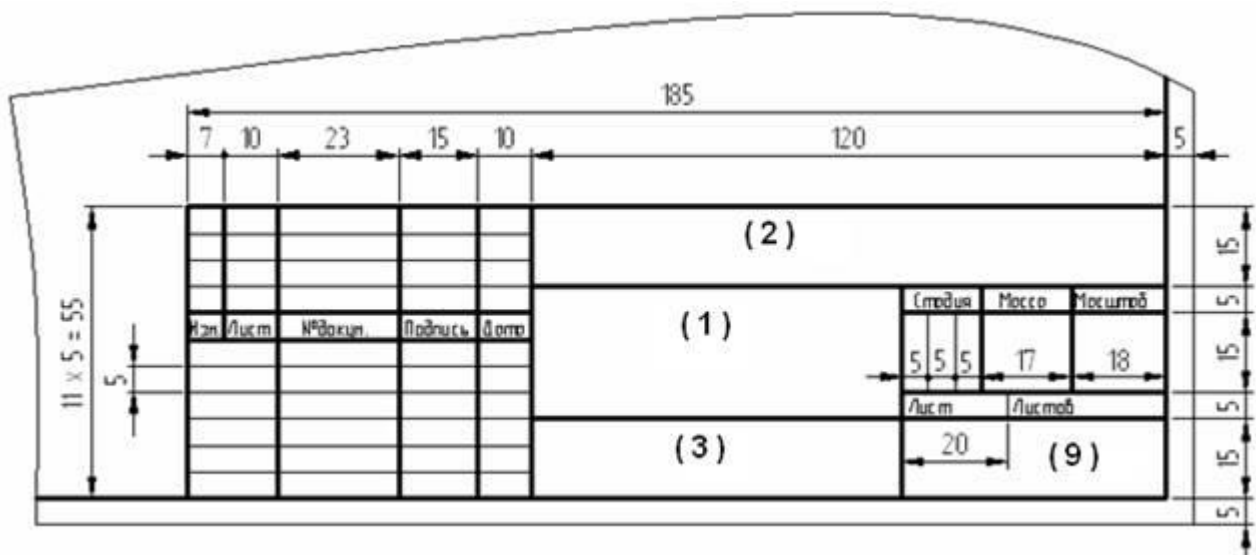 185
7 10 23 15 10 120 5
(2)
15
Стадия Масса Масштаб 5
11 x 5 = 55
(1)
Изм. Лист №докум. Подпись Дата
5 5 5 17 18 15
5
Лист Листов 5
(3) 20 (9) 15
5